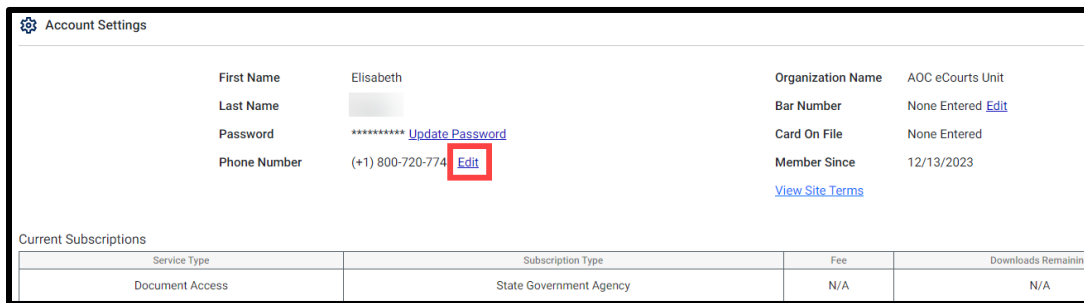 Account Settings
First Name Elisabeth Organization Name AOC eCourts Unit
Last Name Bar Number None Entered Edit
Password ********** Update Password Card On File None Entered
Phone Number (+1) 800-720-774 Edit Member Since 12/13/2023
View Site Terms
Current Subscriptions
Service Type Subscription Type Fee Downloads Remainin
Document Access State Government Agency N/A N/A